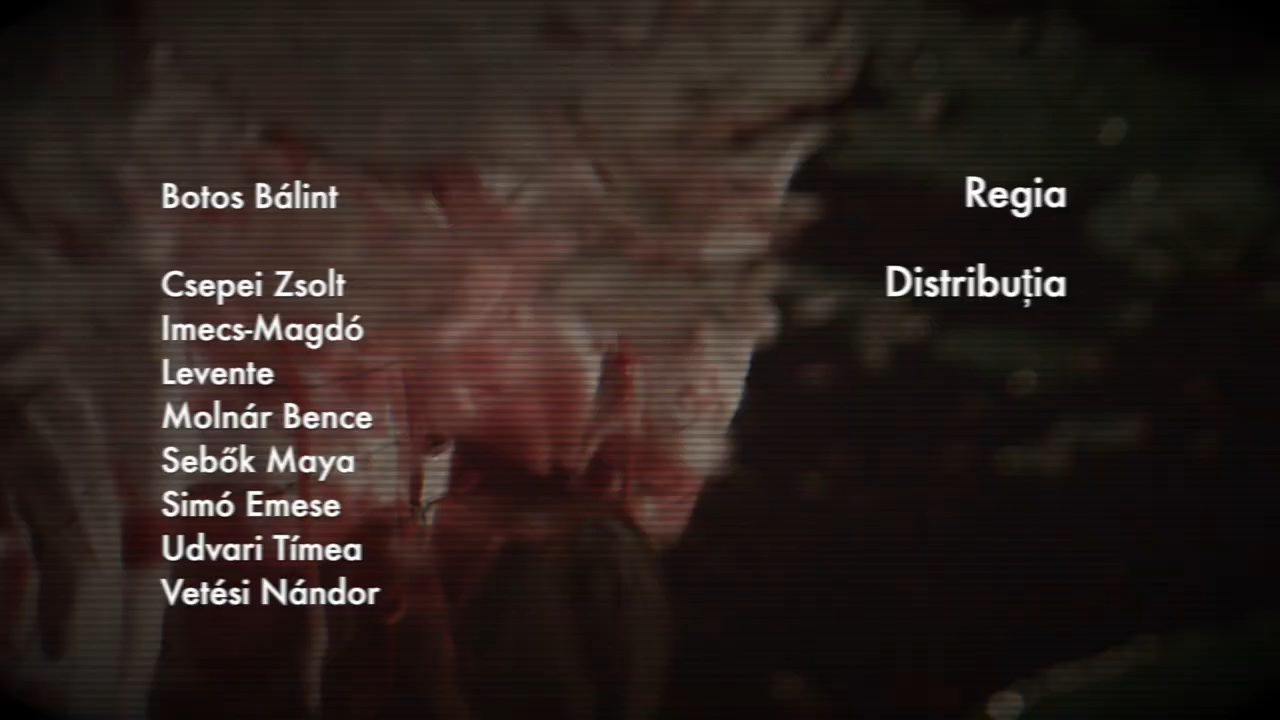 Botos Bálint
Regia
Csepei Zsolt
Distribuția
Imecs-Magdó
Levente
Molnár Bence
Sebők Maya
Simó Emese
Udvari Tímea
Vetési Nándor